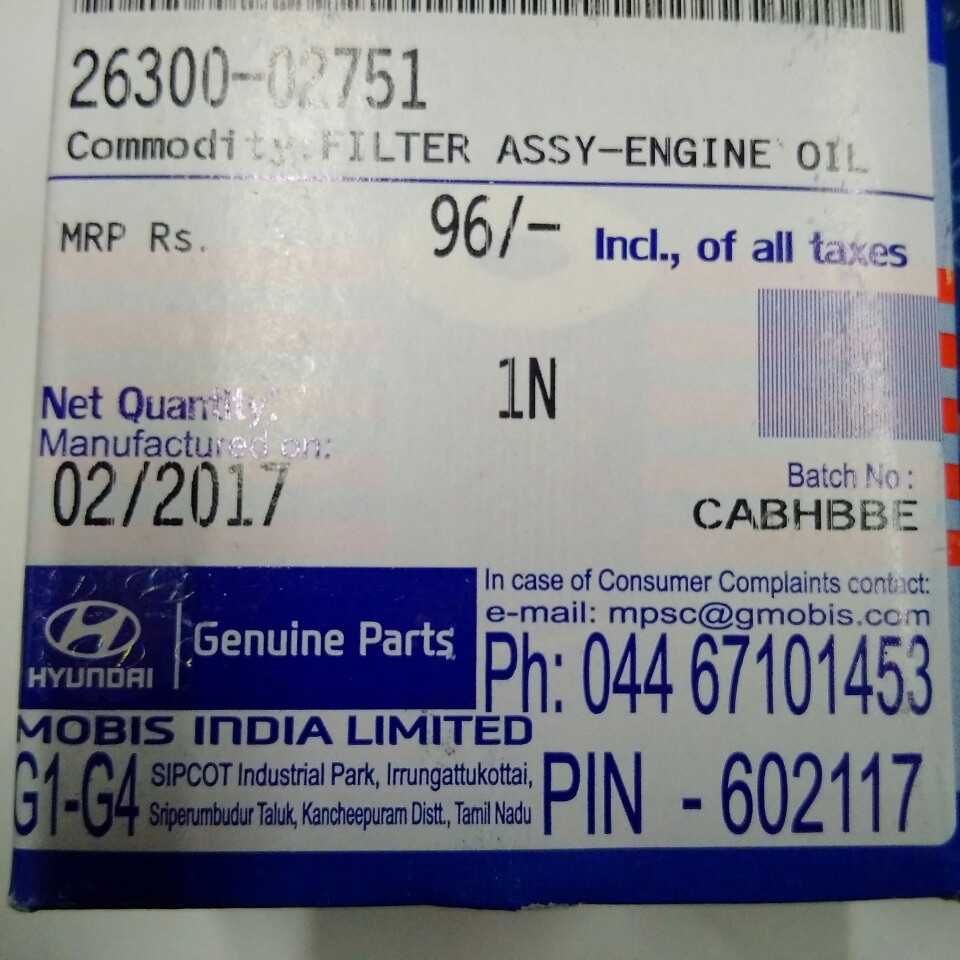 26300-02751
Commodity: FILTER ASSY-ENGINE OIL
MRP Rs. 96/- Incl., of all taxes
Net Quantity: 1N
Manufactured on:
02/2017
Batch No :
CABHBBE
HYUNDAI Genuine Parts
In case of Consumer Complaints contact:
e-mail: mpsc@gmobis.com
Ph: 044 67101453
MOBIS INDIA LIMITED
G1-G4 SIPCOT Industrial Park, Irrungattukottai,
Sriperumbudur Taluk, Kancheepuram Distt., Tamil Nadu
PIN - 602117